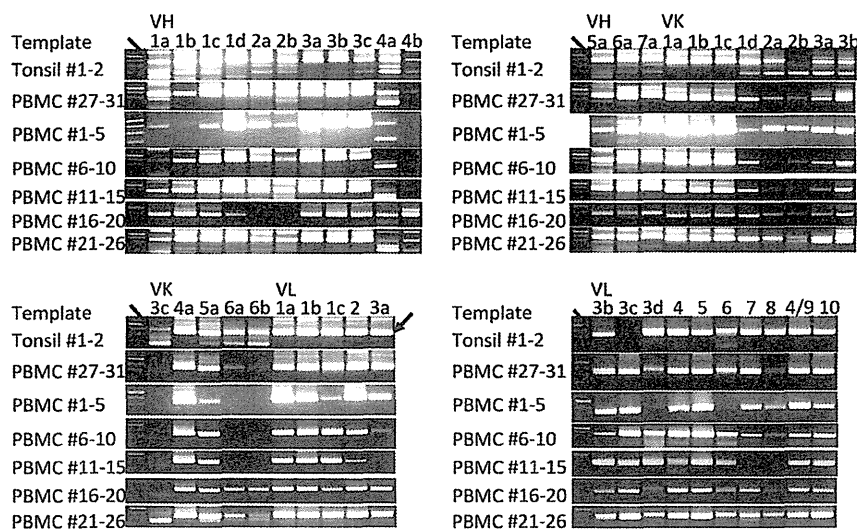 VH
Template 1a 1b 1c 1d 2a 2b 3a 3b 3c 4a 4b
Tonsil #1-2
PBMC #27-31
PBMC #1-5
PBMC #6-10
PBMC #11-15
PBMC #16-20
PBMC #21-26
VH VK
Template 5a 6a 7a 1a 1b 1c 1d 2a 2b 3a 3b
Tonsil #1-2
PBMC #27-31
PBMC #1-5
PBMC #6-10
PBMC #11-15
PBMC #16-20
PBMC #21-26
VK VL
Template 3c 4a 5a 6a 6b 1a 1b 1c 2 3a
Tonsil #1-2
PBMC #27-31
PBMC #1-5
PBMC #6-10
PBMC #11-15
PBMC #16-20
PBMC #21-26
VL
Template 3b 3c 3d 4 5 6 7 8 4/9 10
Tonsil #1-2
PBMC #27-31
PBMC #1-5
PBMC #6-10
PBMC #11-15
PBMC #16-20
PBMC #21-26